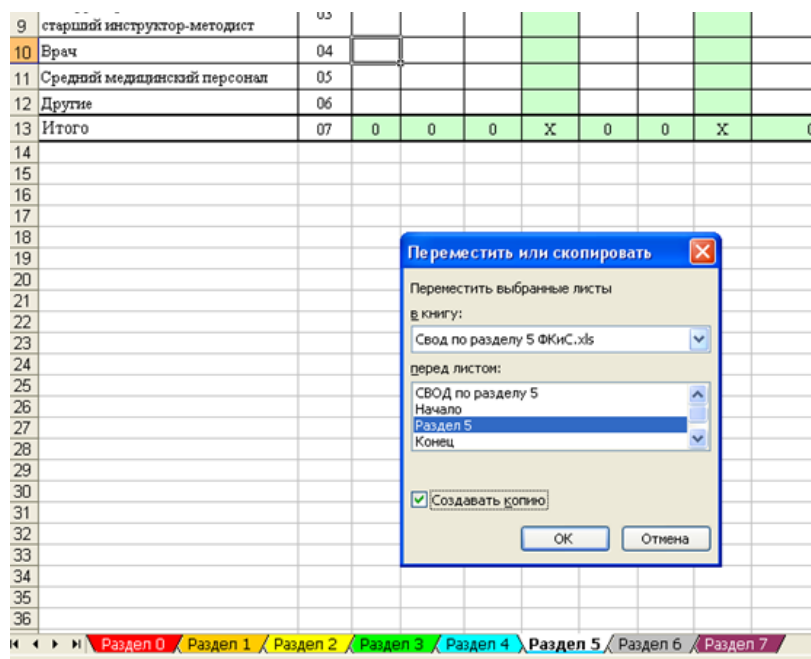 9 старший инструктор-методист 03
10 Врач 04
11 Средний медицинский персонал 05
12 Другие 06
13 Итого 07 0 0 0 X 0 0 X
14
15
16
17
18
19
20
21
22
23
24
25
26
27
28
29
30
31
32
33
34
35
36
Переместить или скопировать
Переместить выбранные листы
в книгу:
Свод по разделу 5 ФКиС.xls
перед листом:
СВОД по разделу 5
Начало
Раздел 5
Конец
Создавать копию
ОК Отмена
Раздел 0 Раздел 1 Раздел 2 Раздел 3 Раздел 4 Раздел 5 Раздел 6 Раздел 7